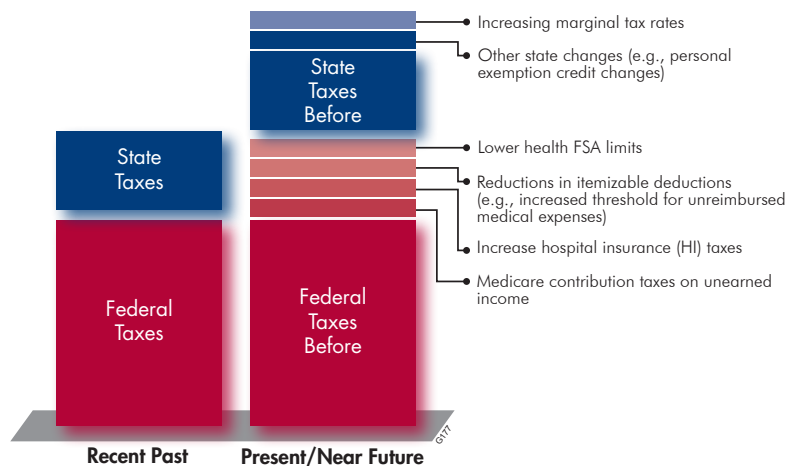 Increasing marginal tax rates
Other state changes (e.g., personal
exemption credit changes)
State
Taxes
Before
State
Taxes
Lower health FSA limits
Reductions in itemizable deductions
(e.g., increased threshold for unreimbursed
medical expenses)
Increase hospital insurance (HI) taxes
Medicare contribution taxes on unearned
income
Federal
Taxes
Federal
Taxes
Before
G177
Recent Past
Present/Near Future